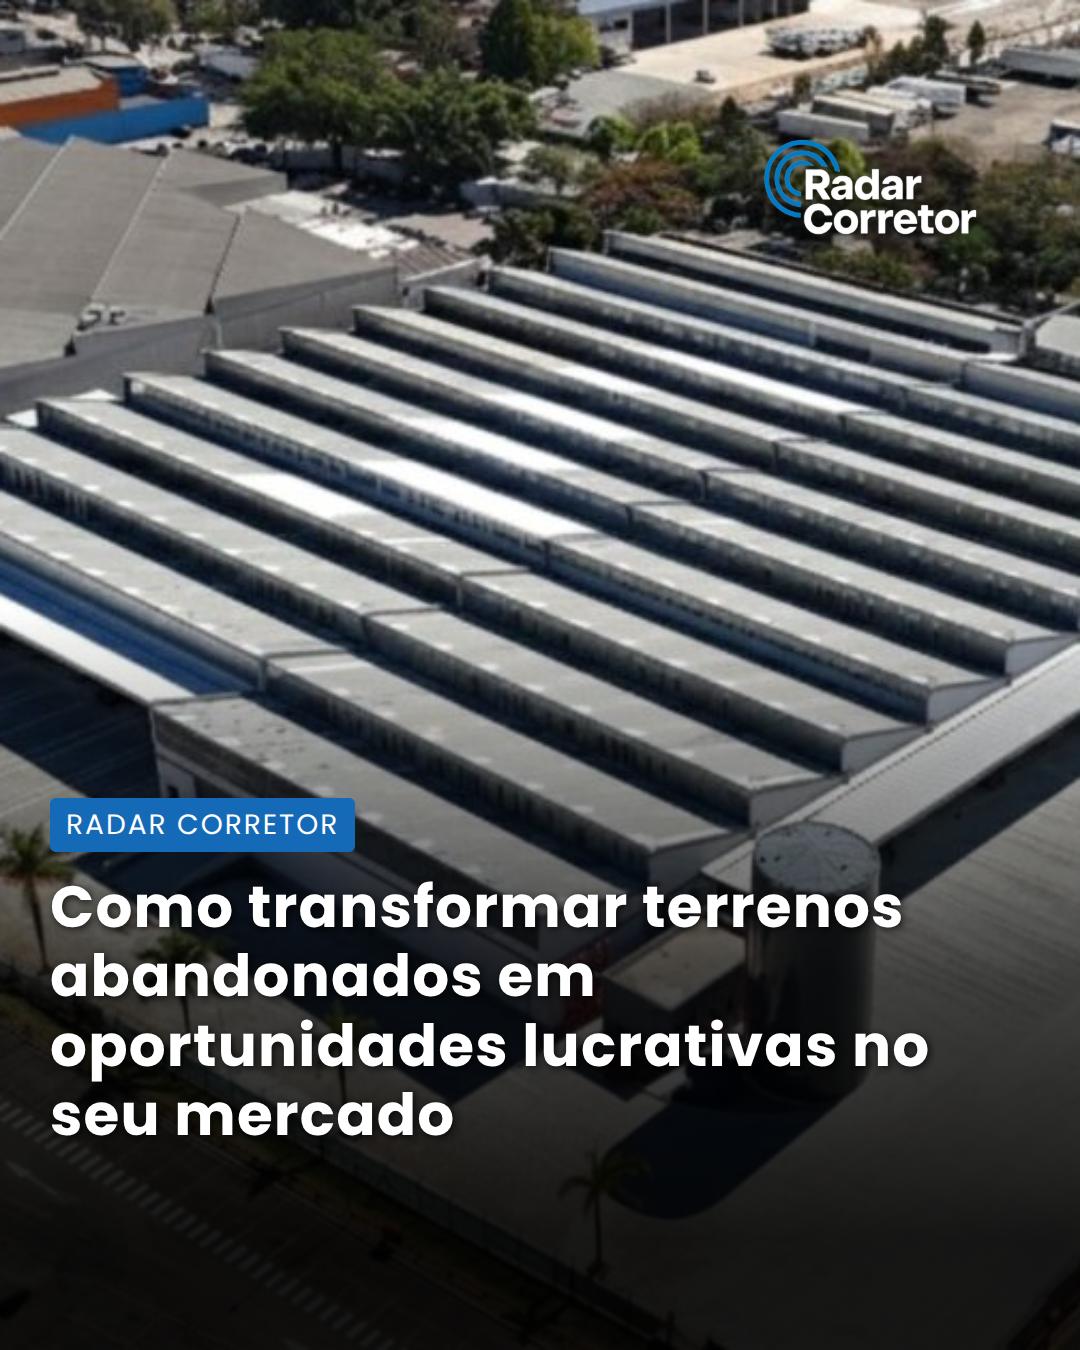 Radar
Corretor
RADAR CORRETOR
Como transformar terrenos
abandonados em
oportunidades lucrativas no
seu mercado